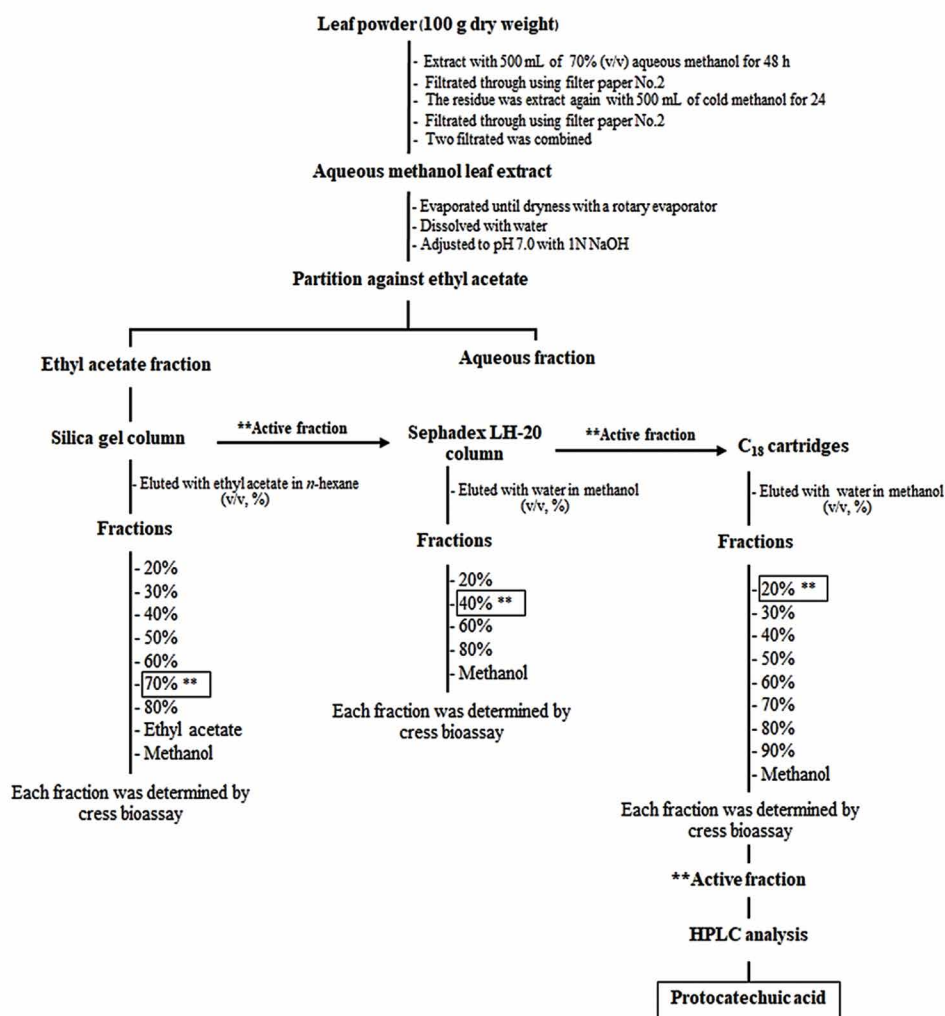 Leaf powder (100 g dry weight)
- Extract with 500 mL of 70% (v/v) aqueous methanol for 48 h
- Filtrated through using filter paper No.2
- The residue was extract again with 500 mL of cold methanol for 24
- Filtrated through using filter paper No.2
- Two filtrated was combined
Aqueous methanol leaf extract
- Evaporated until dryness with a rotary evaporator
- Dissolved with water
- Adjusted to pH 7.0 with 1N NaOH
Partition against ethyl acetate
Ethyl acetate fraction
Aqueous fraction
Silica gel column
**Active fraction
Sephadex LH-20
column
**Active fraction
C18 cartridges
- Eluted with ethyl acetate in n-hexane
(v/v, %)
Fractions
- 20%
- 30%
- 40%
- 50%
- 60%
- 70% **
- 80%
- Ethyl acetate
- Methanol
Each fraction was determined by
cress bioassay
- Eluted with water in methanol
(v/v, %)
Fractions
- 20%
- 40% **
- 60%
- 80%
- Methanol
Each fraction was determined by
cress bioassay
- Eluted with water in methanol
(v/v, %)
Fractions
- 20% **
- 30%
- 40%
- 50%
- 60%
- 70%
- 80%
- 90%
- Methanol
Each fraction was determined by
cress bioassay
**Active fraction
HPLC analysis
Protocatechuic acid